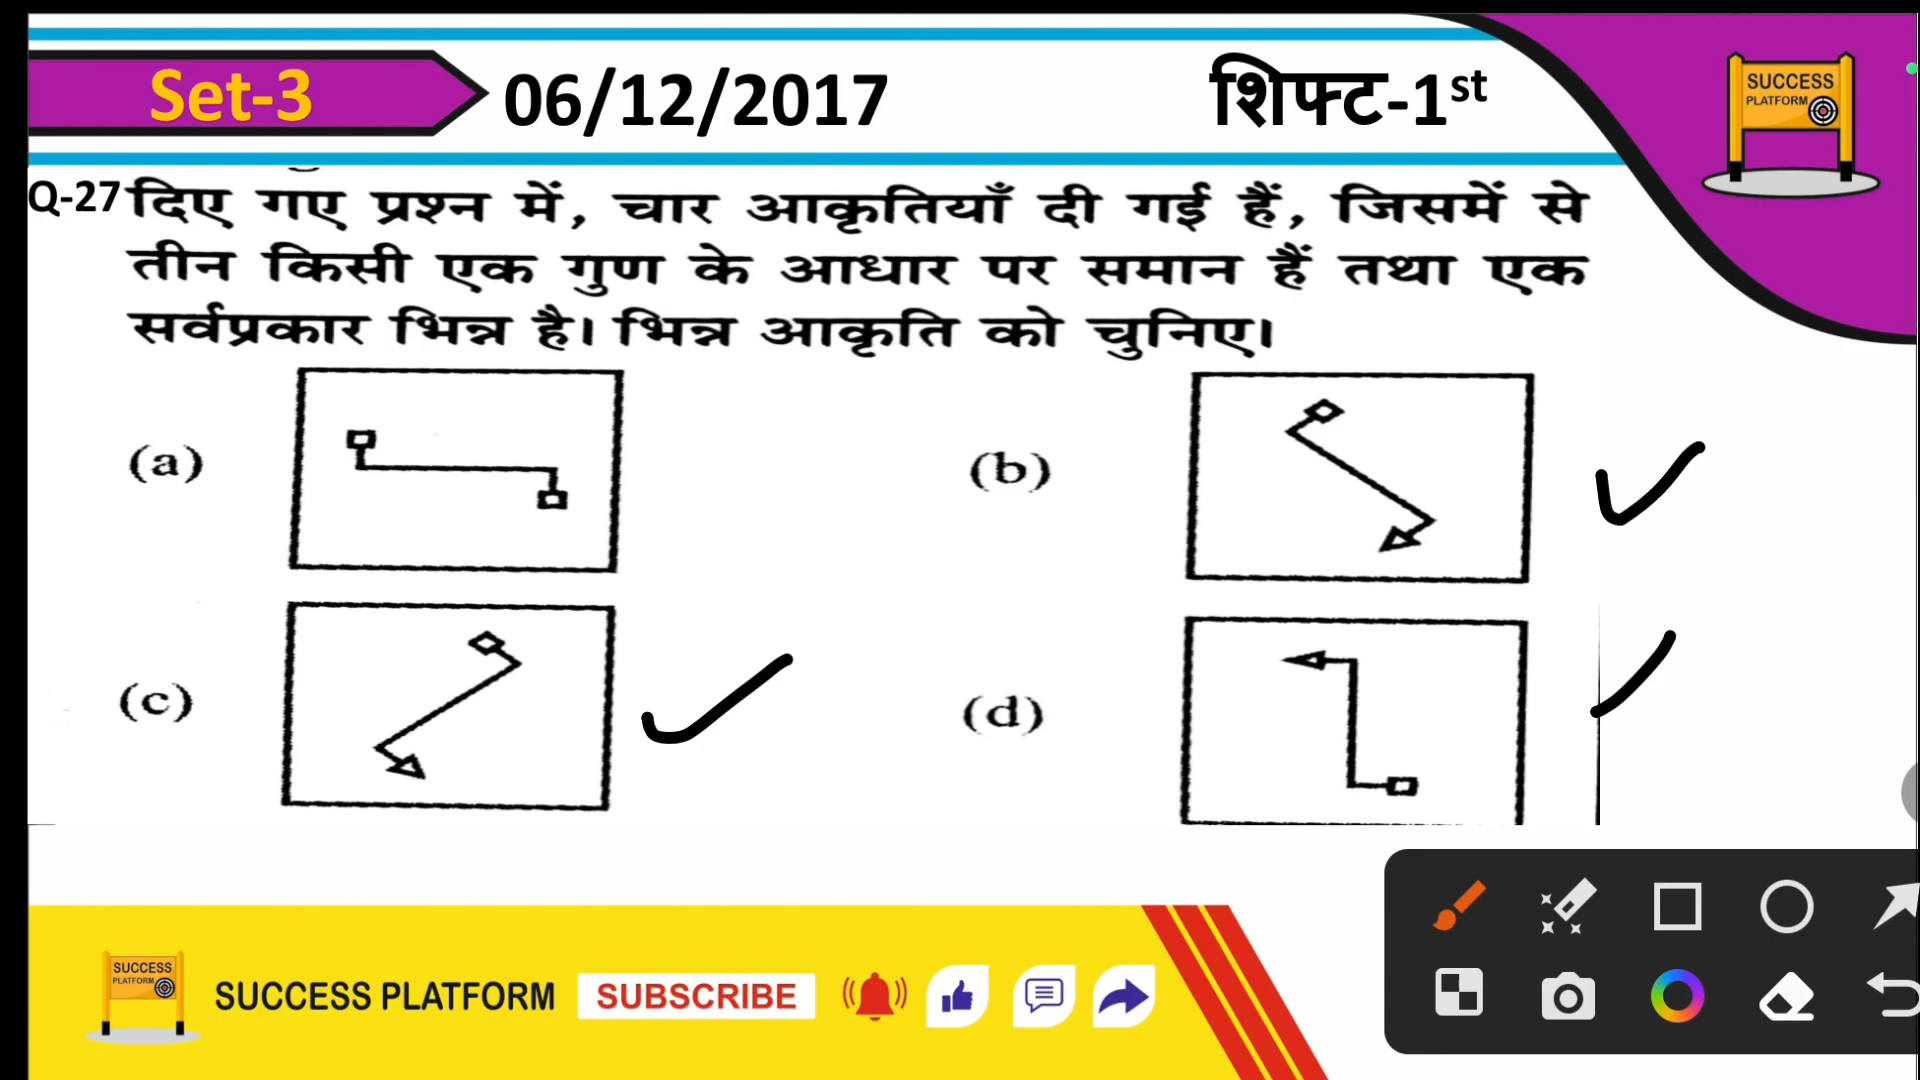 Set-3
06/12/2017
शिफ्ट-1st
SUCCESS
PLATFORM
Q-27 दिए गए प्रश्न में, चार आकृतियाँ दी गई हैं, जिसमें से
तीन किसी एक गुण के आधार पर समान हैं तथा एक
सर्वप्रकार भिन्न है। भिन्न आकृति को चुनिए।
(a)
(b)
(c)
(d)
SUCCESS
PLATFORM
SUCCESS PLATFORM
SUBSCRIBE